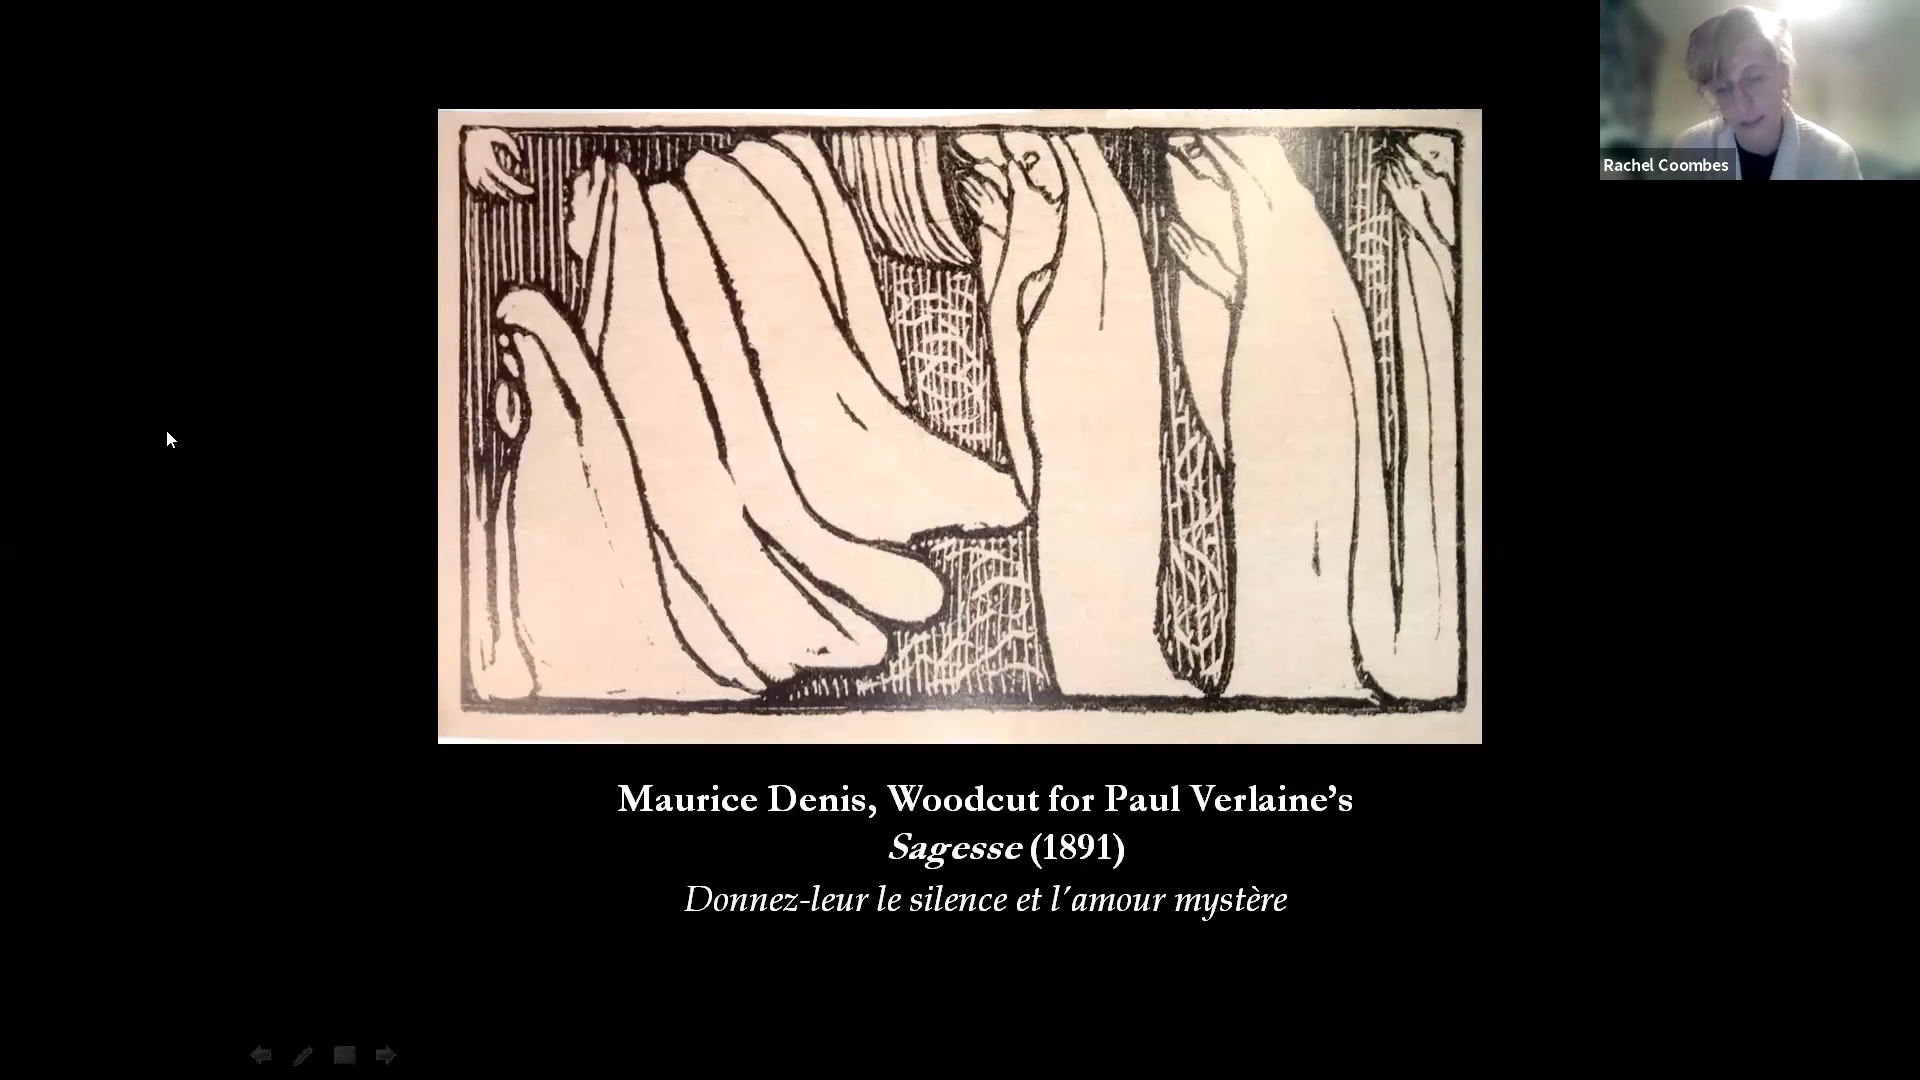 Rachel Coombes
Maurice Denis, Woodcut for Paul Verlaine’s
Sagesse (1891)
Donnez-leur le silence et l’amour mystère